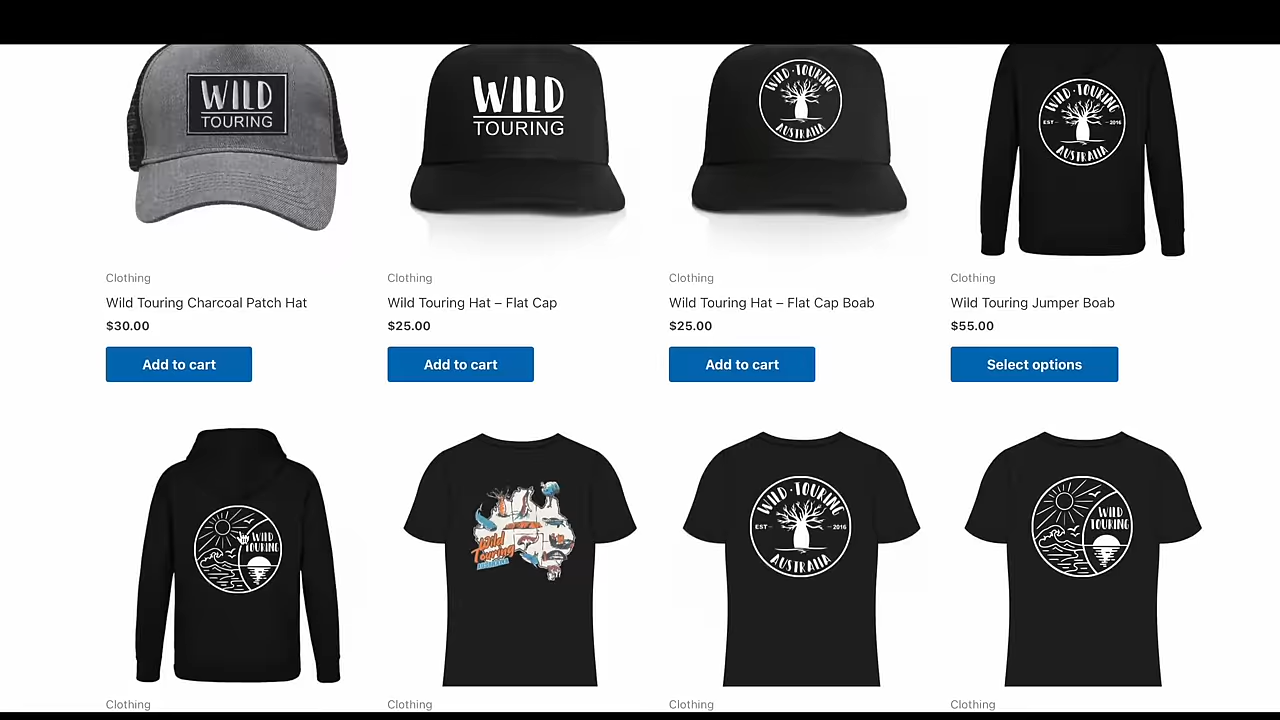 WILD
TOURING
WILD
TOURING
WILD · TOURING
AUSTRALIA
WILD · TOURING
EST 2016
AUSTRALIA
Clothing
Clothing
Clothing
Clothing
Wild Touring Charcoal Patch Hat
Wild Touring Hat – Flat Cap
Wild Touring Hat – Flat Cap Boab
Wild Touring Jumper Boab
$30.00
$25.00
$25.00
$55.00
Add to cart
Add to cart
Add to cart
Select options
WILD
TOURING
Wild
Touring
AUSTRALIA
WILD · TOURING
EST 2016
AUSTRALIA
WILD
TOURING
Clothing
Clothing
Clothing
Clothing